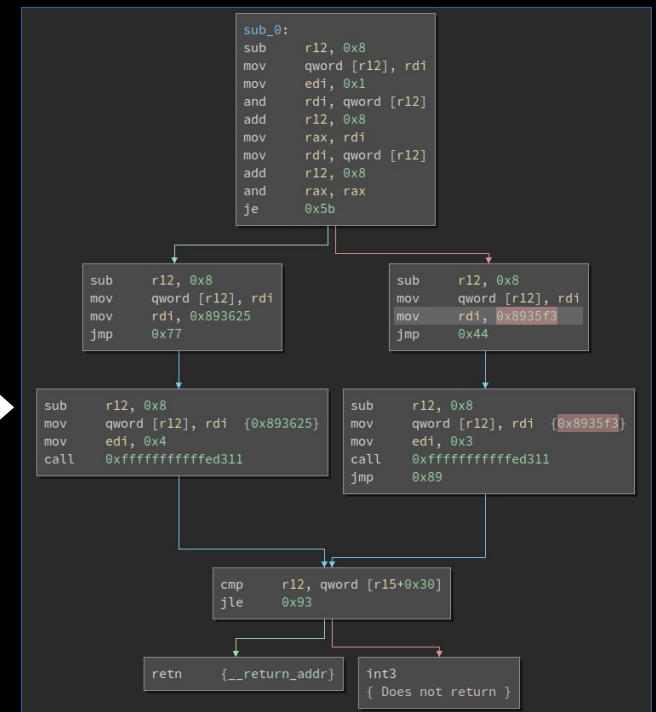 sub_0:
sub r12, 0x8
mov qword [r12], rdi
mov edi, 0x1
and rdi, qword [r12]
add r12, 0x8
mov rax, rdi
mov rdi, qword [r12]
add r12, 0x8
and rax, rax
je 0x5b
sub r12, 0x8
mov qword [r12], rdi
mov rdi, 0x893625
jmp 0x77
sub r12, 0x8
mov qword [r12], rdi
mov rdi, 0x8935f3
jmp 0x44
sub r12, 0x8
mov qword [r12], rdi {0x893625}
mov edi, 0x4
call 0xfffffffffffed311
sub r12, 0x8
mov qword [r12], rdi {0x8935f3}
mov edi, 0x3
call 0xfffffffffffed311
jmp 0x89
cmp r12, qword [r15+0x30]
jle 0x93
retn {__return_addr}
int3
{ Does not return }